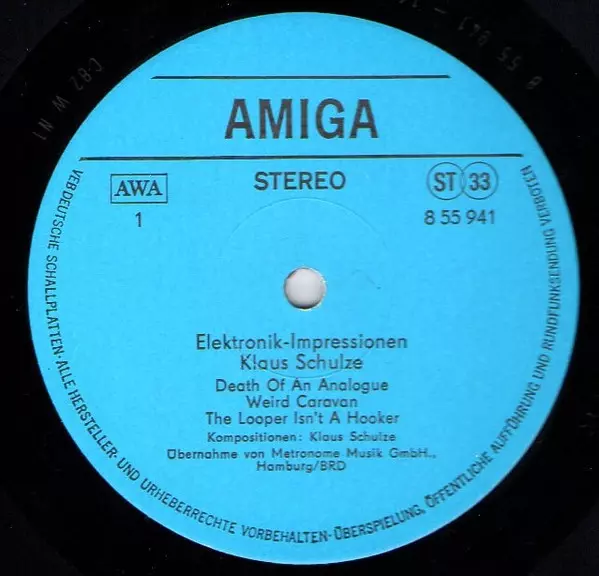 AMIGA
AWA
STEREO
ST 33
1
8 55 941
Elektronik-Impressionen
Klaus Schulze
Death Of An Analogue
Weird Caravan
The Looper Isn't A Hooker
Kompositionen: Klaus Schulze
Übernahme von Metronome Musik GmbH.,
Hamburg/BRD
VEB DEUTSCHE SCHALLPLATTEN · ALLE HERSTELLER- UND URHEBERRECHTE VORBEHALTEN · ÜBERSPIELUNG, ÖFFENTLICHE AUFFÜHRUNG UND RUNDFUNKSENDUNG VERBOTEN